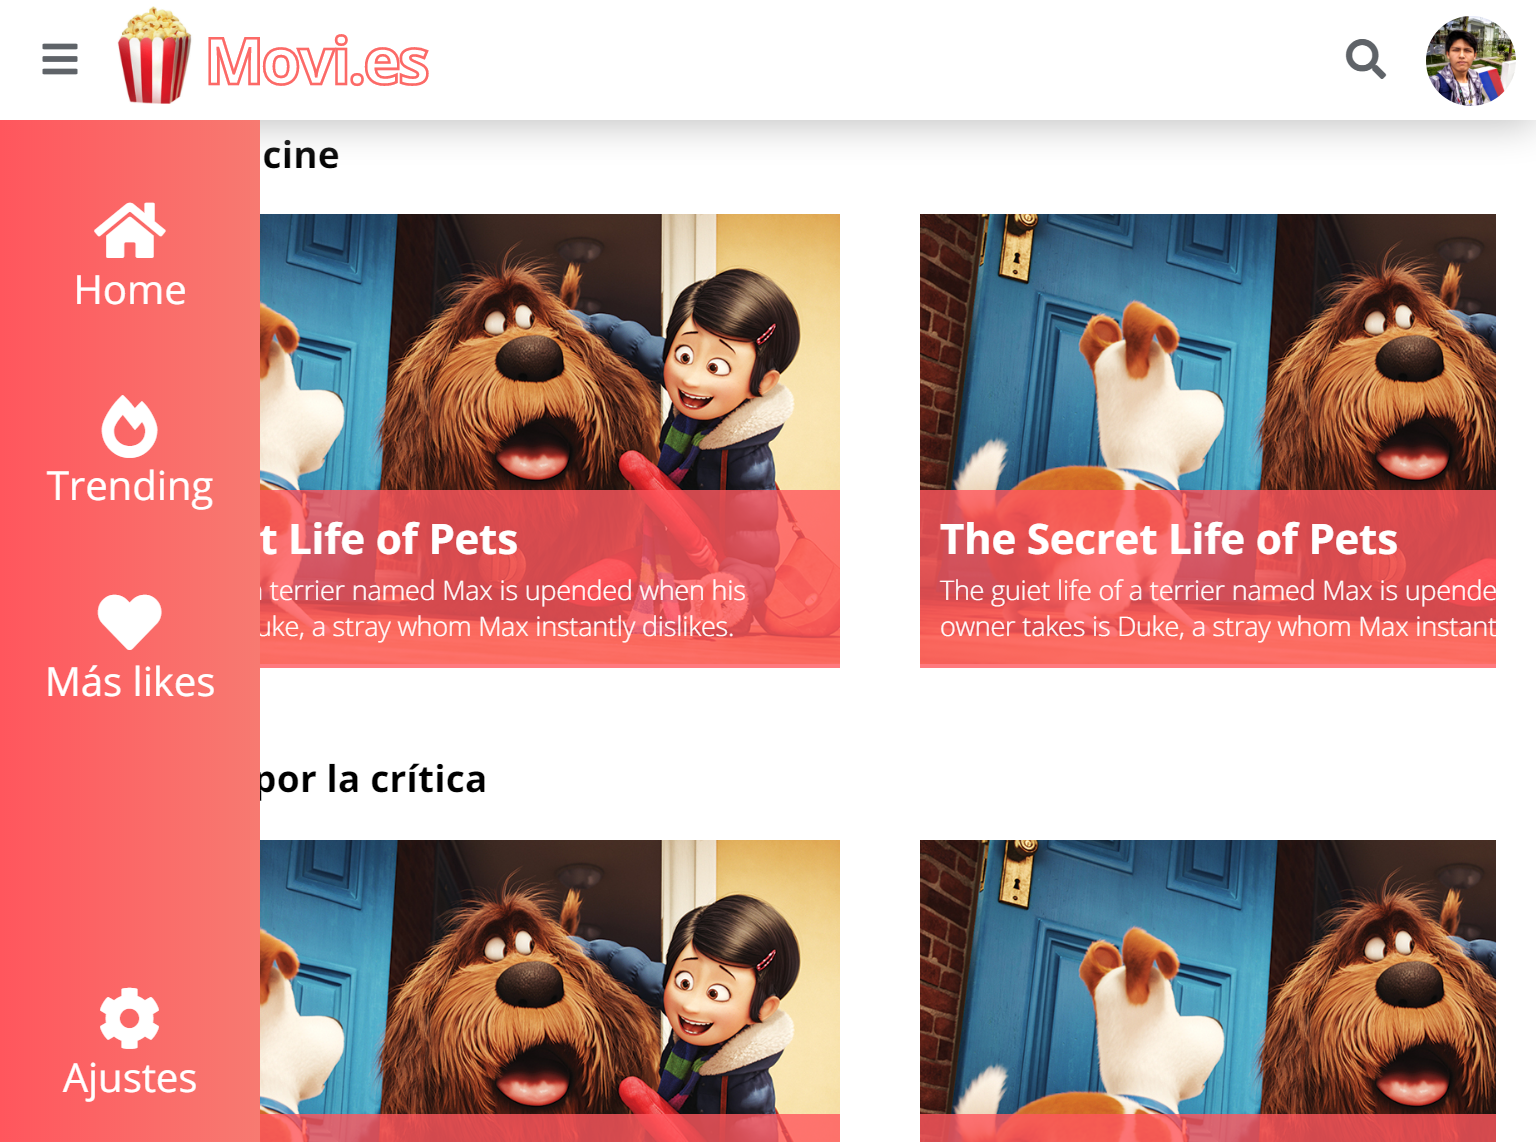 Movi.es
cine
Home
Trending
Más likes
Ajustes
t Life of Pets
terrier named Max is upended when his
uke, a stray whom Max instantly dislikes.
The Secret Life of Pets
The guiet life of a terrier named Max is upende
owner takes is Duke, a stray whom Max instant
por la crítica